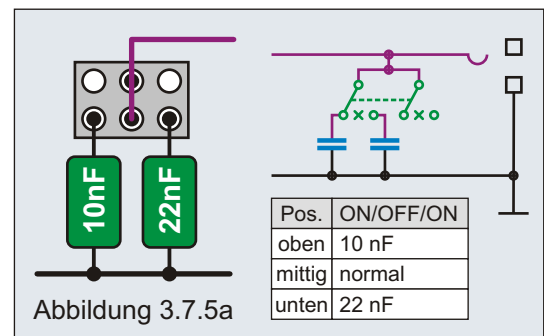 10nF
22nF
Abbildung 3.7.5a
Pos. ON/OFF/ON
oben 10 nF
mittig normal
unten 22 nF